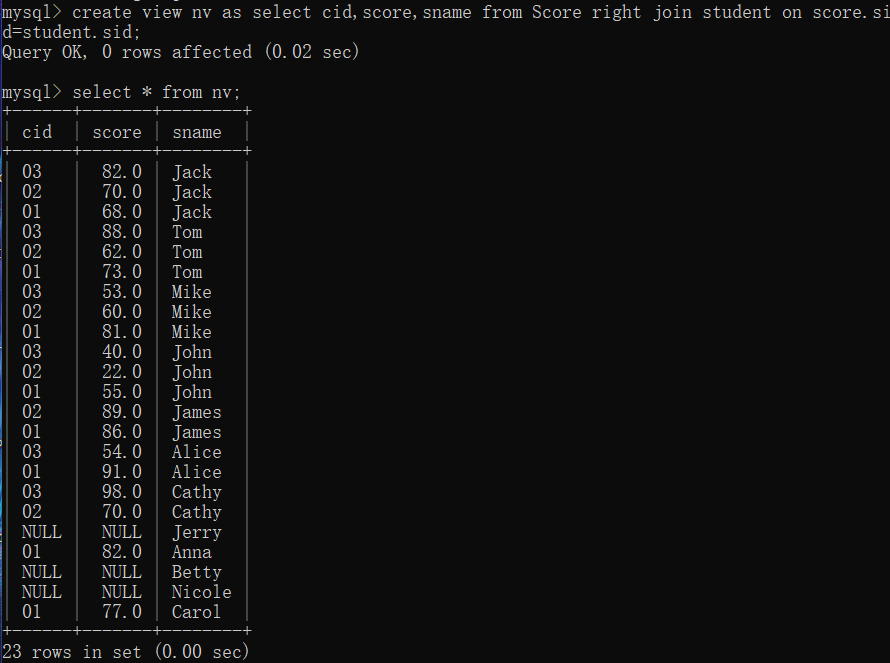 mysql> create view nv as select cid,score,sname from Score right join student on score.si
d=student.sid;
Query OK, 0 rows affected (0.02 sec)
mysql> select * from nv;
+------+-------+--------+
| cid | score | sname |
+------+-------+--------+
| 03 | 82.0 | Jack |
| 02 | 70.0 | Jack |
| 01 | 68.0 | Jack |
| 03 | 88.0 | Tom |
| 02 | 62.0 | Tom |
| 01 | 73.0 | Tom |
| 03 | 53.0 | Mike |
| 02 | 60.0 | Mike |
| 01 | 81.0 | Mike |
| 03 | 40.0 | John |
| 02 | 22.0 | John |
| 01 | 55.0 | John |
| 02 | 89.0 | James |
| 01 | 86.0 | James |
| 03 | 54.0 | Alice |
| 01 | 91.0 | Alice |
| 03 | 98.0 | Cathy |
| 02 | 70.0 | Cathy |
| NULL | NULL | Jerry |
| 01 | 82.0 | Anna |
| NULL | NULL | Betty |
| NULL | NULL | Nicole |
| 01 | 77.0 | Carol |
+------+-------+--------+
23 rows in set (0.00 sec)